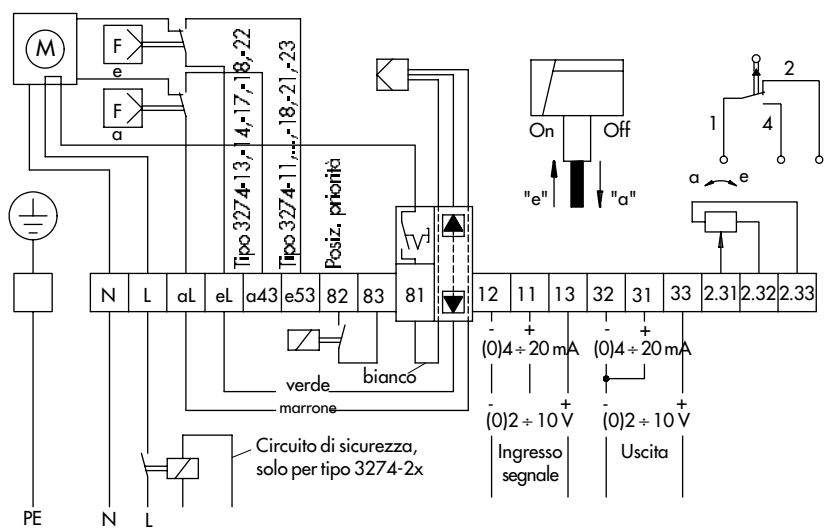 M
F
e
F
a
Tipo 3274-13,-14,-17,-18,-22
Tipo 3274-11,...,-18,-21,-23
Posiz. priorità
On
Off
"e"
"a"
2
1
4
a
e
N
L
aL
eL
a43
e53
82
83
81
12
11
13
32
31
33
2.31
2.32
2.33
- +
(0)4 ÷ 20 mA
- +
(0)4 ÷ 20 mA
bianco
verde
marrone
- +
(0)2 ÷ 10 V
- +
(0)2 ÷ 10 V
Circuito di sicurezza,
solo per tipo 3274-2x
Ingresso
segnale
Uscita
PE
N
L